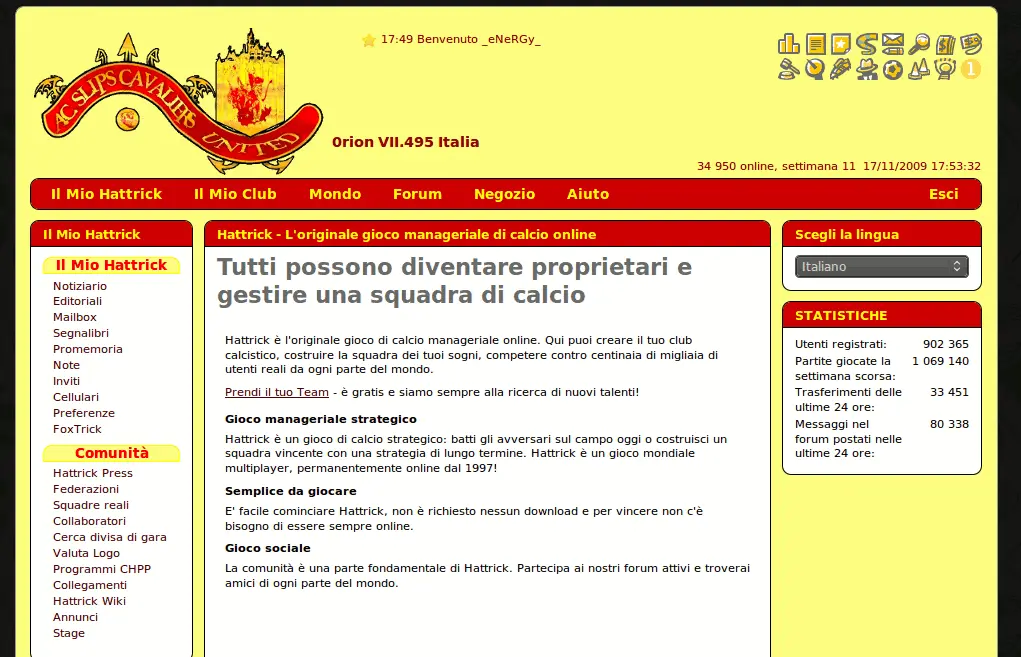 AC SLIPS CAVALIERS
UNITED
17:49 Benvenuto _eNeRGy_
1
0rion VII.495 Italia
34 950 online, settimana 11 17/11/2009 17:53:32
Il Mio Hattrick Il Mio Club Mondo Forum Negozio Aiuto Esci
Il Mio Hattrick
Il Mio Hattrick
Notiziario
Editoriali
Mailbox
Segnalibri
Promemoria
Note
Inviti
Cellulari
Preferenze
FoxTrick
Comunità
Hattrick Press
Federazioni
Squadre reali
Collaboratori
Cerca divisa di gara
Valuta Logo
Programmi CHPP
Collegamenti
Hattrick Wiki
Annunci
Stage
Hattrick - L'originale gioco manageriale di calcio online
Tutti possono diventare proprietari e
gestire una squadra di calcio
Hattrick è l'originale gioco di calcio manageriale online. Qui puoi creare il tuo club
calcistico, costruire la squadra dei tuoi sogni, competere contro centinaia di migliaia di
utenti reali da ogni parte del mondo.
Prendi il tuo Team - è gratis e siamo sempre alla ricerca di nuovi talenti!
Gioco manageriale strategico
Hattrick è un gioco di calcio strategico: batti gli avversari sul campo oggi o costruisci un
squadra vincente con una strategia di lungo termine. Hattrick è un gioco mondiale
multiplayer, permanentemente online dal 1997!
Semplice da giocare
E' facile cominciare Hattrick, non è richiesto nessun download e per vincere non c'è
bisogno di essere sempre online.
Gioco sociale
La comunità è una parte fondamentale di Hattrick. Partecipa ai nostri forum attivi e troverai
amici di ogni parte del mondo.
Scegli la lingua
Italiano
STATISTICHE
Utenti registrati: 902 365
Partite giocate la 1 069 140
settimana scorsa:
Trasferimenti delle 33 451
ultime 24 ore:
Messaggi nel 80 338
forum postati nelle
ultime 24 ore: